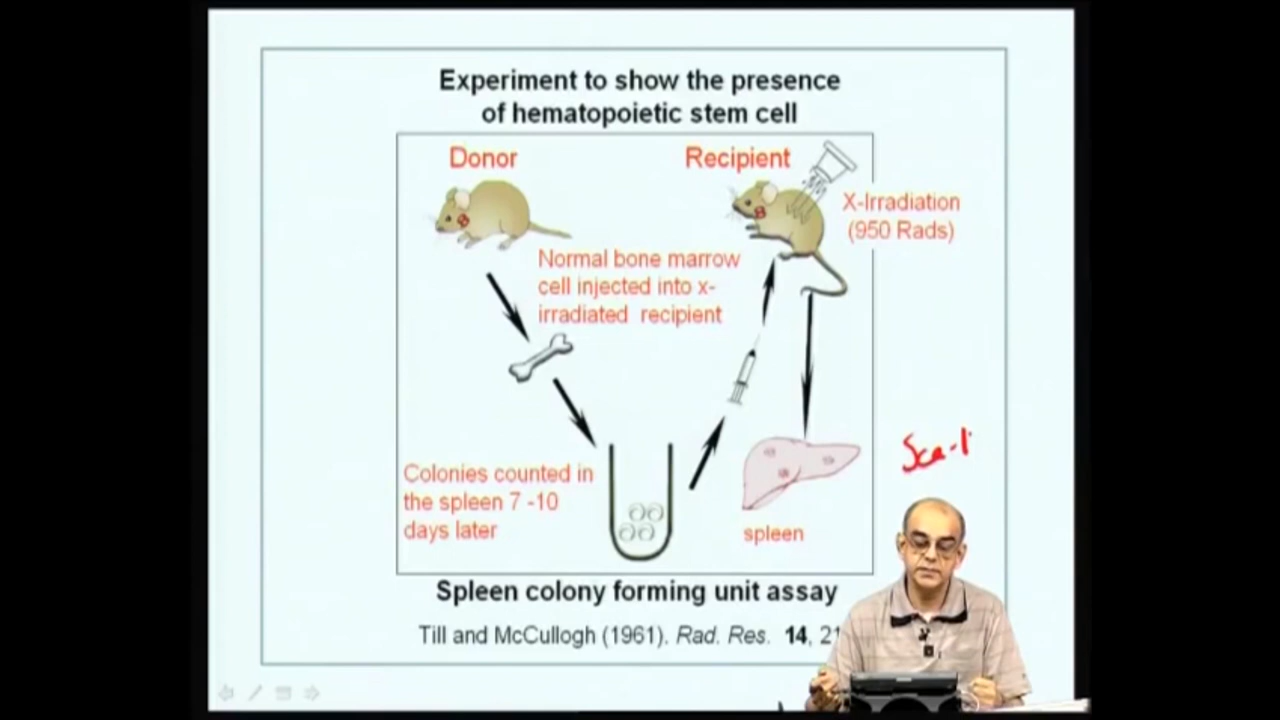 Experiment to show the presence
of hematopoietic stem cell
Donor
Recipient
X-Irradiation
(950 Rads)
Normal bone marrow
cell injected into x-
irradiated recipient
Colonies counted in
the spleen 7 -10
days later
spleen
Sca-1
Spleen colony forming unit assay
Till and McCullogh (1961). Rad. Res. 14, 21